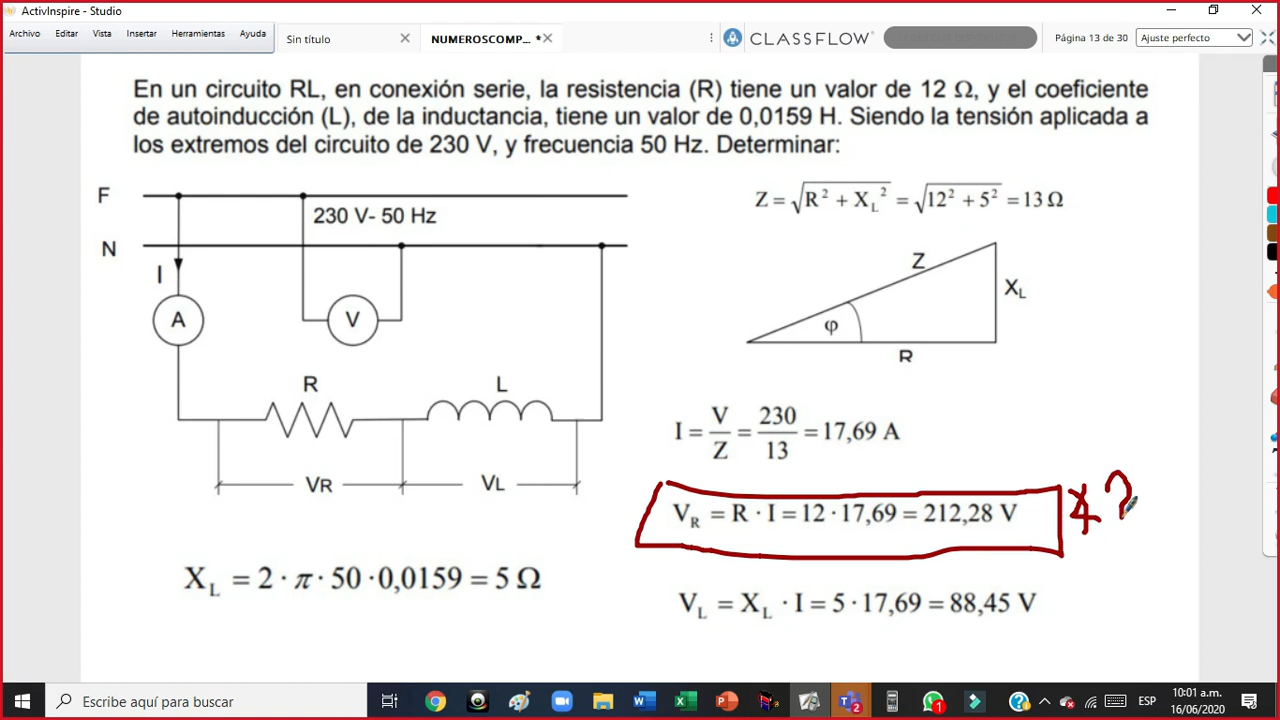 ActivInspire - Studio
Archivo Editar Vista Insertar Herramientas Ayuda
Sin título
NUMEROSCOMP... *
CLASSFLOW
Página 13 de 30
Ajuste perfecto
En un circuito RL, en conexión serie, la resistencia (R) tiene un valor de 12 Ω, y el coeficiente
de autoinducción (L), de la inductancia, tiene un valor de 0,0159 H. Siendo la tensión aplicada a
los extremos del circuito de 230 V, y frecuencia 50 Hz. Determinar:
F
230 V- 50 Hz
N
I
A
V
R
L
VR
VL
X_L = 2 · π · 50 · 0,0159 = 5 Ω
Z = √(R² + X_L²) = √(12² + 5²) = 13 Ω
Z
XL
φ
R
I = V/Z = 230/13 = 17,69 A
V_R = R · I = 12 · 17,69 = 212,28 V
?
V_L = X_L · I = 5 · 17,69 = 88,45 V
Escribe aquí para buscar
ESP
10:01 a.m.
16/06/2020